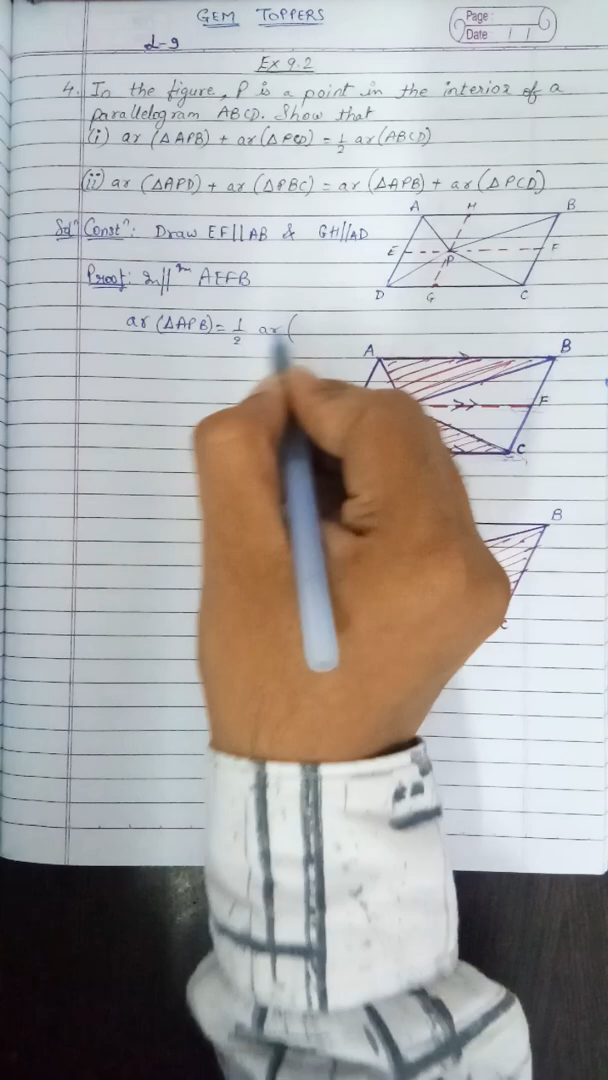 GEM TOPPERS
Page
Date / /
L-9
Ex 9.2
4. In the figure, P is a point in the interior of a
parallelogram ABCD. Show that
(i) ar (ΔAPB) + ar (ΔPCD) = 1/2 ar(ABCD)
(ii) ar (ΔAPD) + ar (ΔPBC) = ar (ΔAPB) + ar (ΔPCD)
Solⁿ Constⁿ: Draw EF||AB & GH||AD
A H B
E P F
D G C
Proof: In ||ᵐ AEFB
ar (ΔAPB) = 1/2 ar (
A B
F
C
B
C